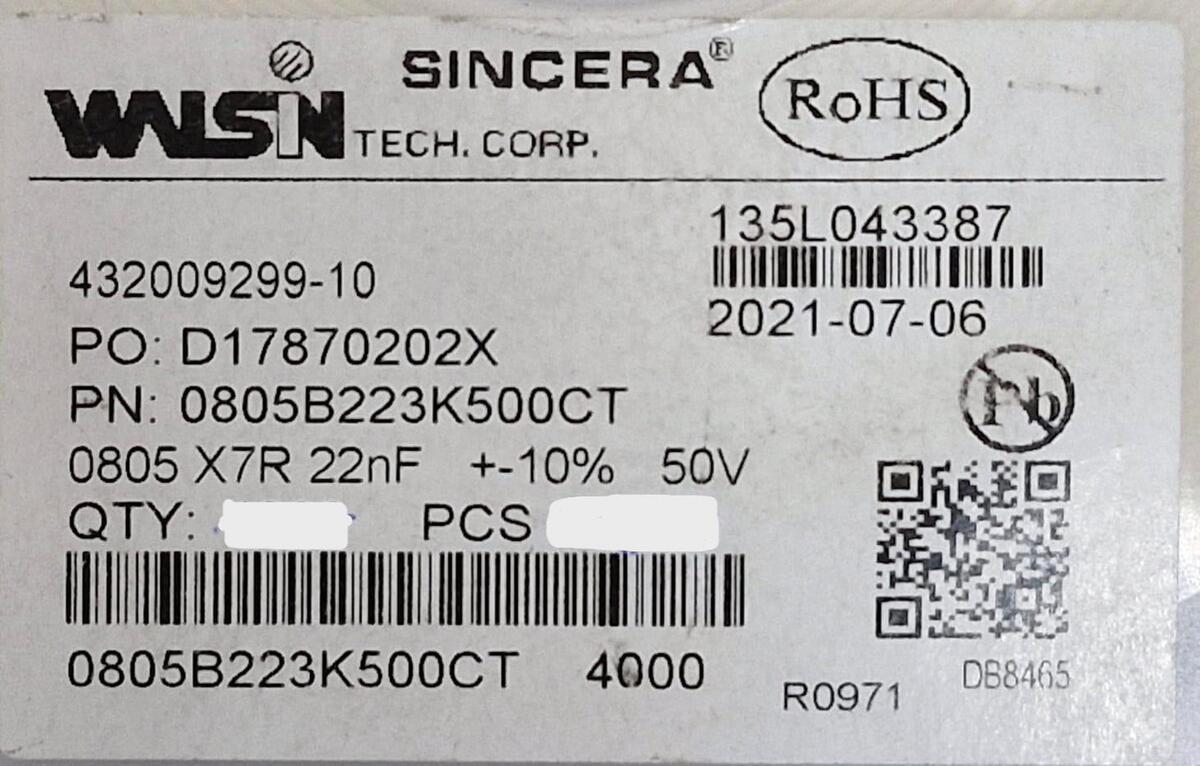 SINCERA®
WALSIN TECH. CORP.
RoHS
135L043387
432009299-10
2021-07-06
PO: D17870202X
PN: 0805B223K500CT
Pb
0805 X7R 22nF +-10% 50V
QTY: PCS
0805B223K500CT 4000
R0971
DB8465